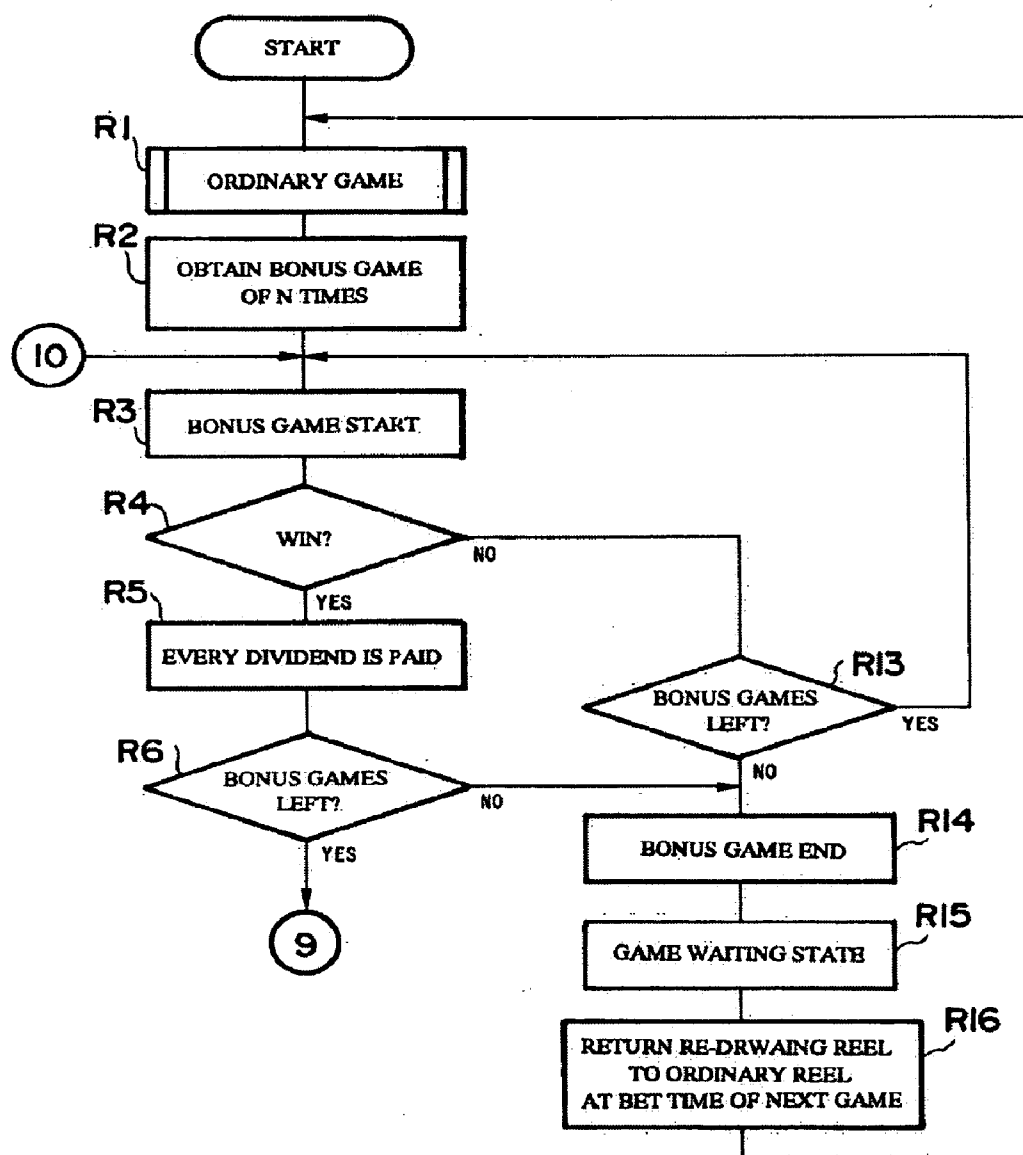 START
R1
ORDINARY GAME
R2
OBTAIN BONUS GAME
OF N TIMES
10
R3
BONUS GAME START
R4
WIN?
NO
YES
R5
EVERY DIVIDEND IS PAID
R13
BONUS GAMES
LEFT?
YES
NO
R6
BONUS GAMES
LEFT?
NO
YES
9
R14
BONUS GAME END
R15
GAME WAITING STATE
R16
RETURN RE-DRWAING REEL
TO ORDINARY REEL
AT BET TIME OF NEXT GAME